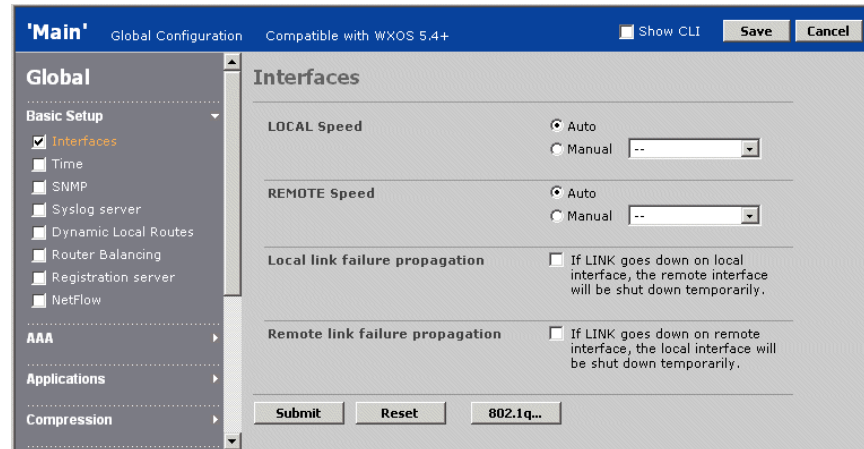 'Main' Global Configuration Compatible with WXOS 5.4+ Show CLI Save Cancel
Global
Basic Setup
Interfaces
Time
SNMP
Syslog server
Dynamic Local Routes
Router Balancing
Registration server
NetFlow
AAA
Applications
Compression
Interfaces
LOCAL Speed
Auto
Manual --
REMOTE Speed
Auto
Manual --
Local link failure propagation
If LINK goes down on local
interface, the remote interface
will be shut down temporarily.
Remote link failure propagation
If LINK goes down on remote
interface, the local interface will
be shut down temporarily.
Submit Reset 802.1q...